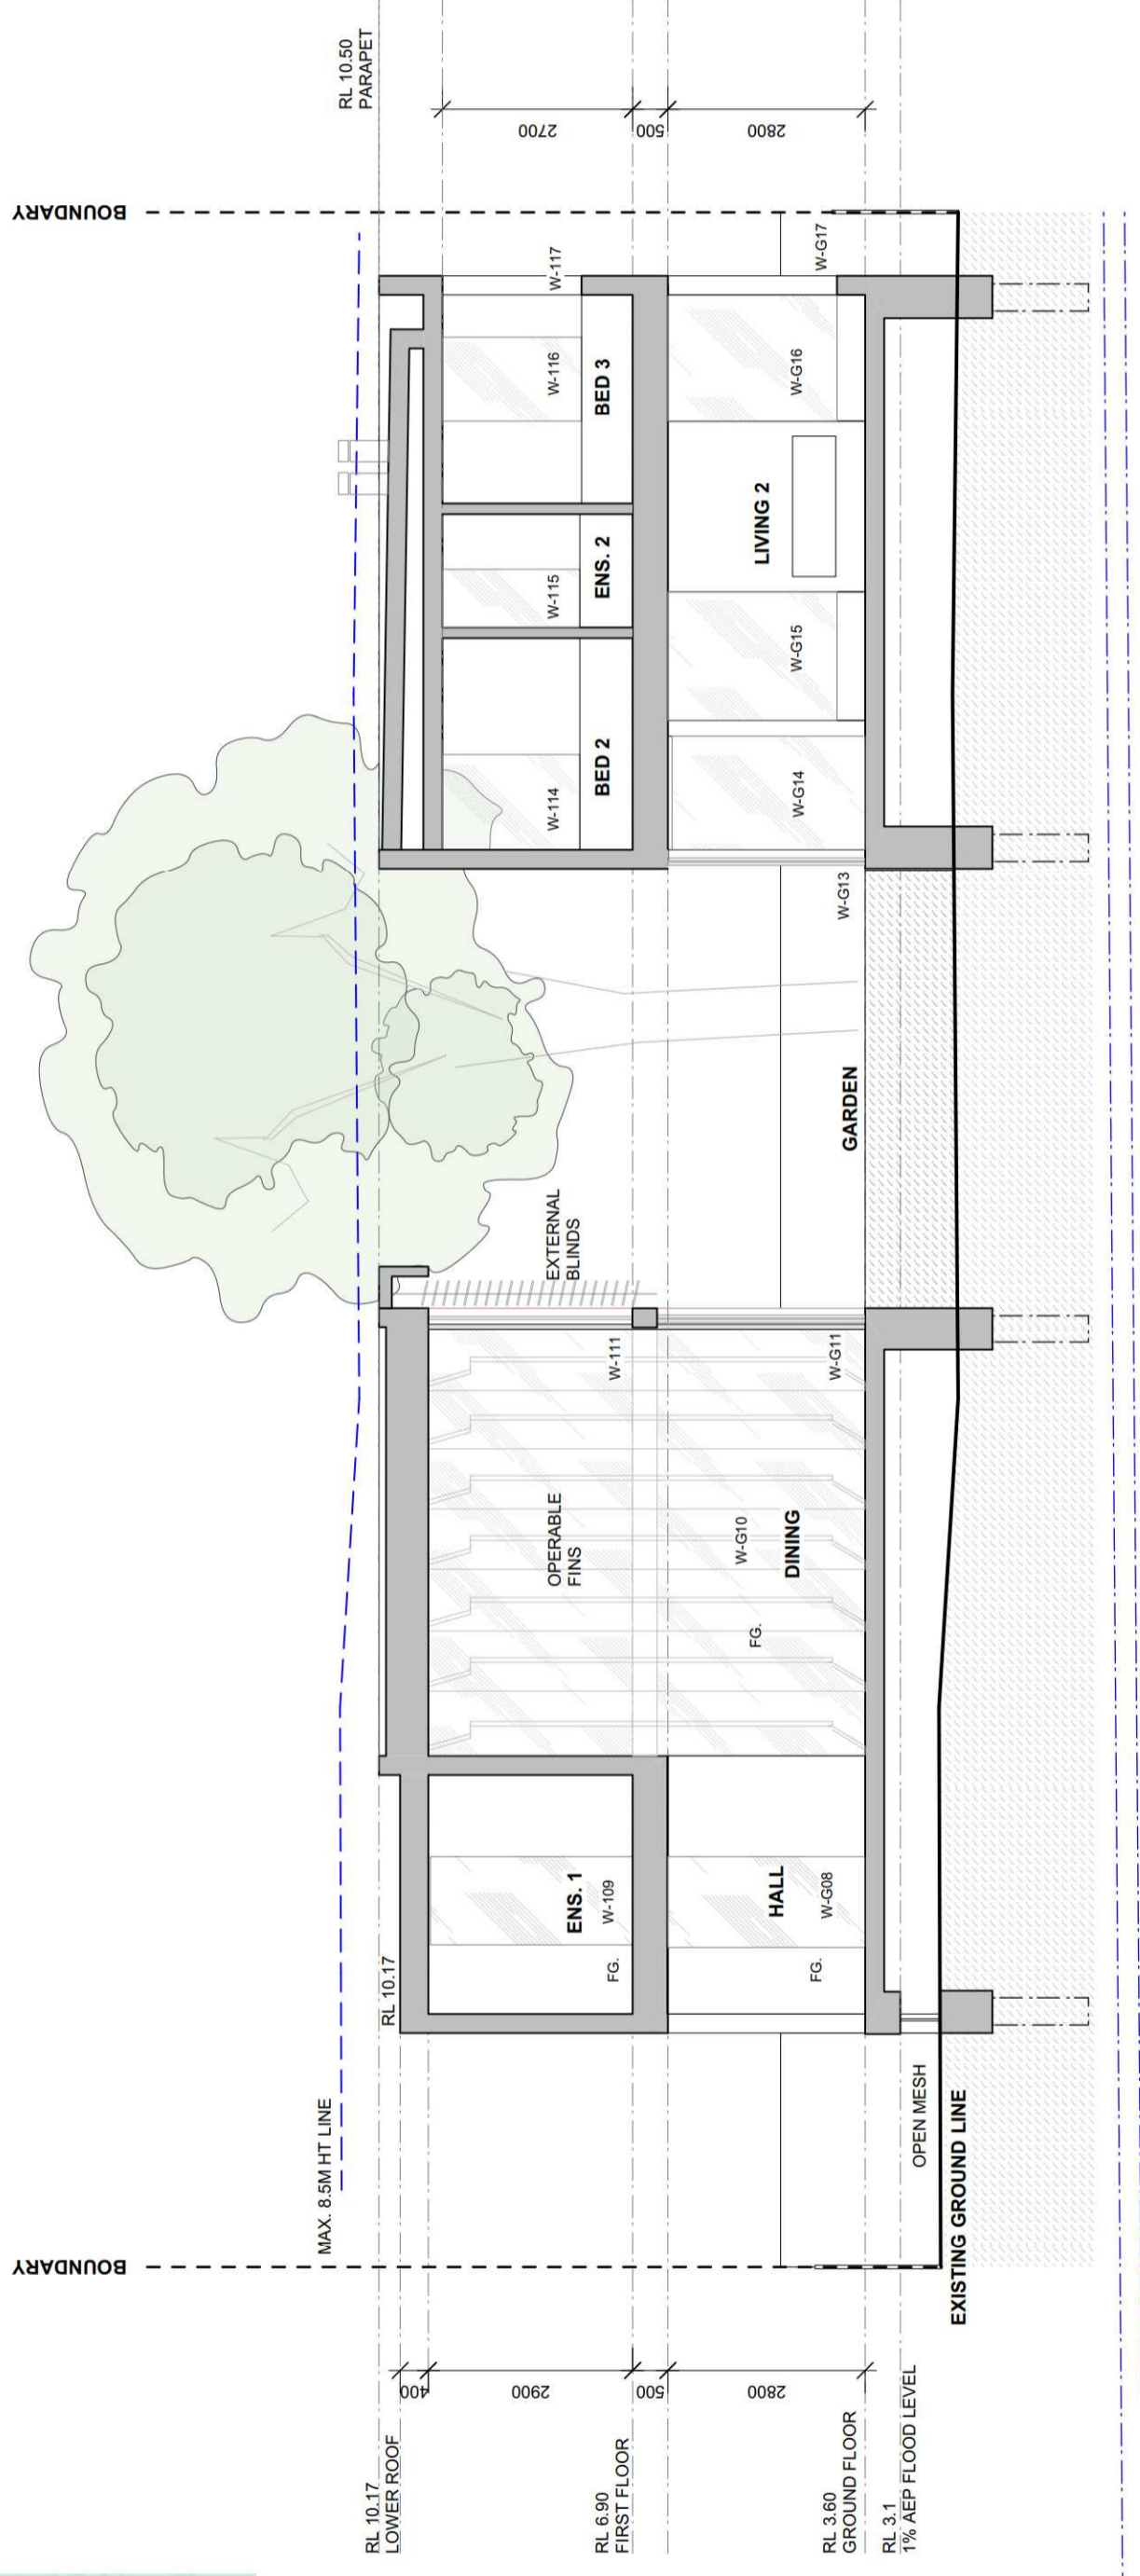 BOUNDARY
BOUNDARY
MAX. 8.5M HT LINE
RL 10.50
PARAPET
RL 10.17
RL 10.17
LOWER ROOF
400
2900
500
2800
RL 6.90
FIRST FLOOR
RL 3.60
GROUND FLOOR
RL 3.1
1% AEP FLOOD LEVEL
2700
500
2800
ENS. 1
W-109
FG.
HALL
W-G08
FG.
OPERABLE
FINS
W-111
W-G10
DINING
FG.
W-G11
EXTERNAL
BLINDS
GARDEN
W-G13
W-114
BED 2
W-115
ENS. 2
W-116
BED 3
W-117
W-G14
W-G15
LIVING 2
W-G16
W-G17
OPEN MESH
EXISTING GROUND LINE